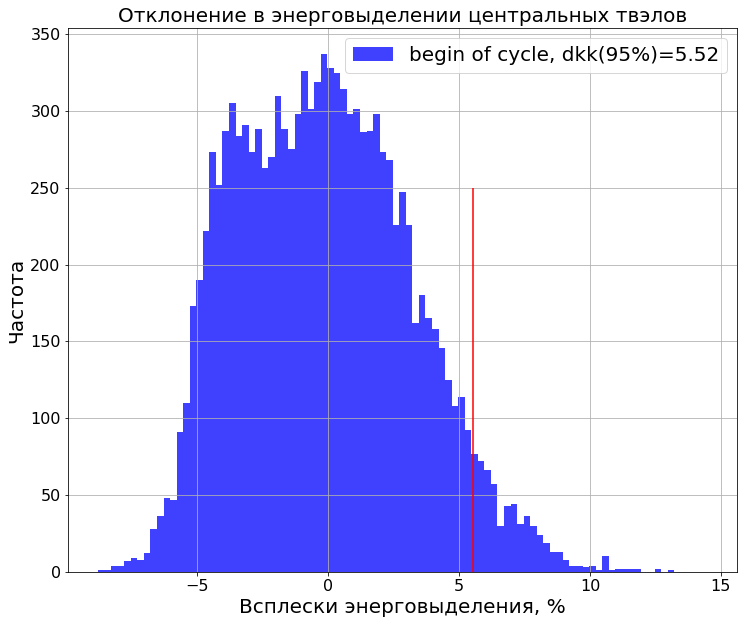 Отклонение в энерговыделении центральных твэлов
begin of cycle, dkk(95%)=5.52
350
300
250
200
150
100
50
0
Частота
−5 0 5 10 15
Всплески энерговыделения, %